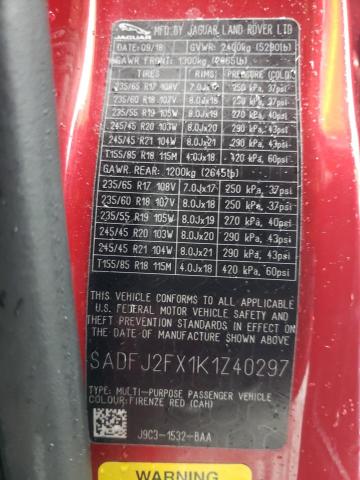 JAGUAR
MFD. BY JAGUAR LAND ROVER LTD
DATE: 09/18 GVWR: 2400kg (5290lb)
GAWR FRONT: 1300kg (2865lb)
TIRES RIMS PRESSURE (COLD)
235/65 R17 108V 7.0Jx17 250 kPa, 37psi
235/60 R18 107V 8.0Jx18 250 kPa, 37psi
235/55 R19 105W 8.0Jx19 270 kPa, 40psi
245/45 R20 103W 8.0Jx20 290 kPa, 43psi
245/45 R21 104W 8.0Jx21 290 kPa, 43psi
T155/85 R18 115M 4.0Jx18 420 kPa, 60psi
GAWR. REAR: 1200kg (2645lb)
235/65 R17 108V 7.0Jx17 250 kPa, 37psi
235/60 R18 107V 8.0Jx18 250 kPa, 37psi
235/55 R19 105W 8.0Jx19 270 kPa, 40psi
245/45 R20 103W 8.0Jx20 290 kPa, 43psi
245/45 R21 104W 8.0Jx21 290 kPa, 43psi
T155/85 R18 115M 4.0Jx18 420 kPa, 60psi
THIS VEHICLE CONFORMS TO ALL APPLICABLE
U.S. FEDERAL MOTOR VEHICLE SAFETY, BUMPER,
AND THEFT PREVENTION STANDARDS IN EFFECT ON
THE DATE OF MANUFACTURE SHOWN ABOVE.
SADFJ2FX1K1Z40297
TYPE: MULTI-PURPOSE PASSENGER VEHICLE
COLOUR: FIRENZE RED (CAH)
J9C3-1532-BAA
WARNING